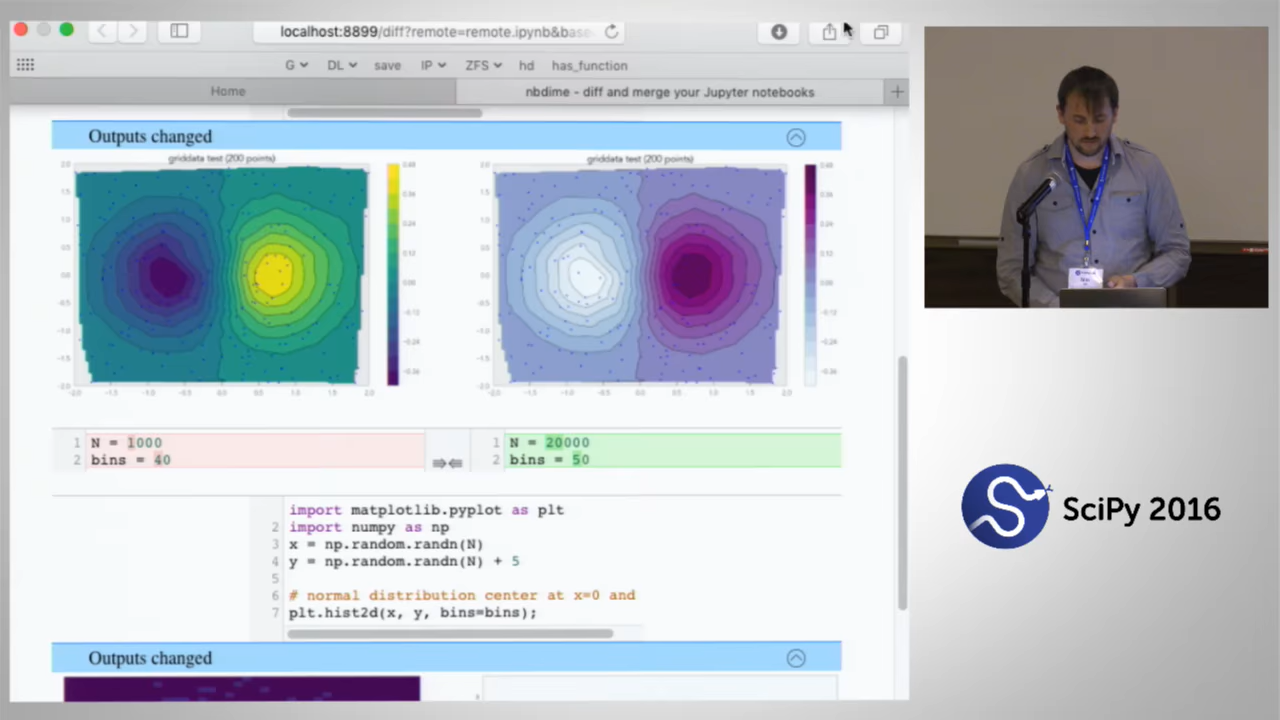 localhost:8899/diff?remote=remote.ipynb&base
G DL save IP ZFS hd has_function
Home nbdime - diff and merge your Jupyter notebooks
Outputs changed
griddata test (200 points) griddata test (200 points)
1 N = 1000
2 bins = 40
1 N = 20000
2 bins = 50
import matplotlib.pyplot as plt
2 import numpy as np
3 x = np.random.randn(N)
4 y = np.random.randn(N) + 5
5
6 # normal distribution center at x=0 and
7 plt.hist2d(x, y, bins=bins);
Outputs changed
SciPy 2016